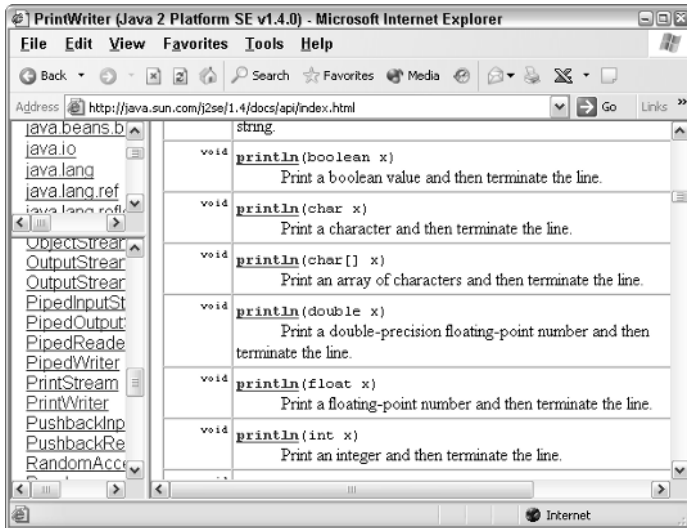 PrintWriter (Java 2 Platform SE v1.4.0) - Microsoft Internet Explorer
File Edit View Favorites Tools Help
Back Search Favorites Media
Address http://java.sun.com/j2se/1.4/docs/api/index.html Go Links »
java.beans.b
java.io
java.lang
java.lang.ref
java.lang.refl
ObjectStrear
OutputStrear
OutputStrear
PipedInputSt
PipedOutput
PipedReade
PipedWriter
PrintStream
PrintWriter
PushbackInp
PushbackRe
RandomAcce
string.
void println(boolean x)
Print a boolean value and then terminate the line.
void println(char x)
Print a character and then terminate the line.
void println(char[] x)
Print an array of characters and then terminate the line.
void println(double x)
Print a double-precision floating-point number and then
terminate the line.
void println(float x)
Print a floating-point number and then terminate the line.
void println(int x)
Print an integer and then terminate the line.
Internet